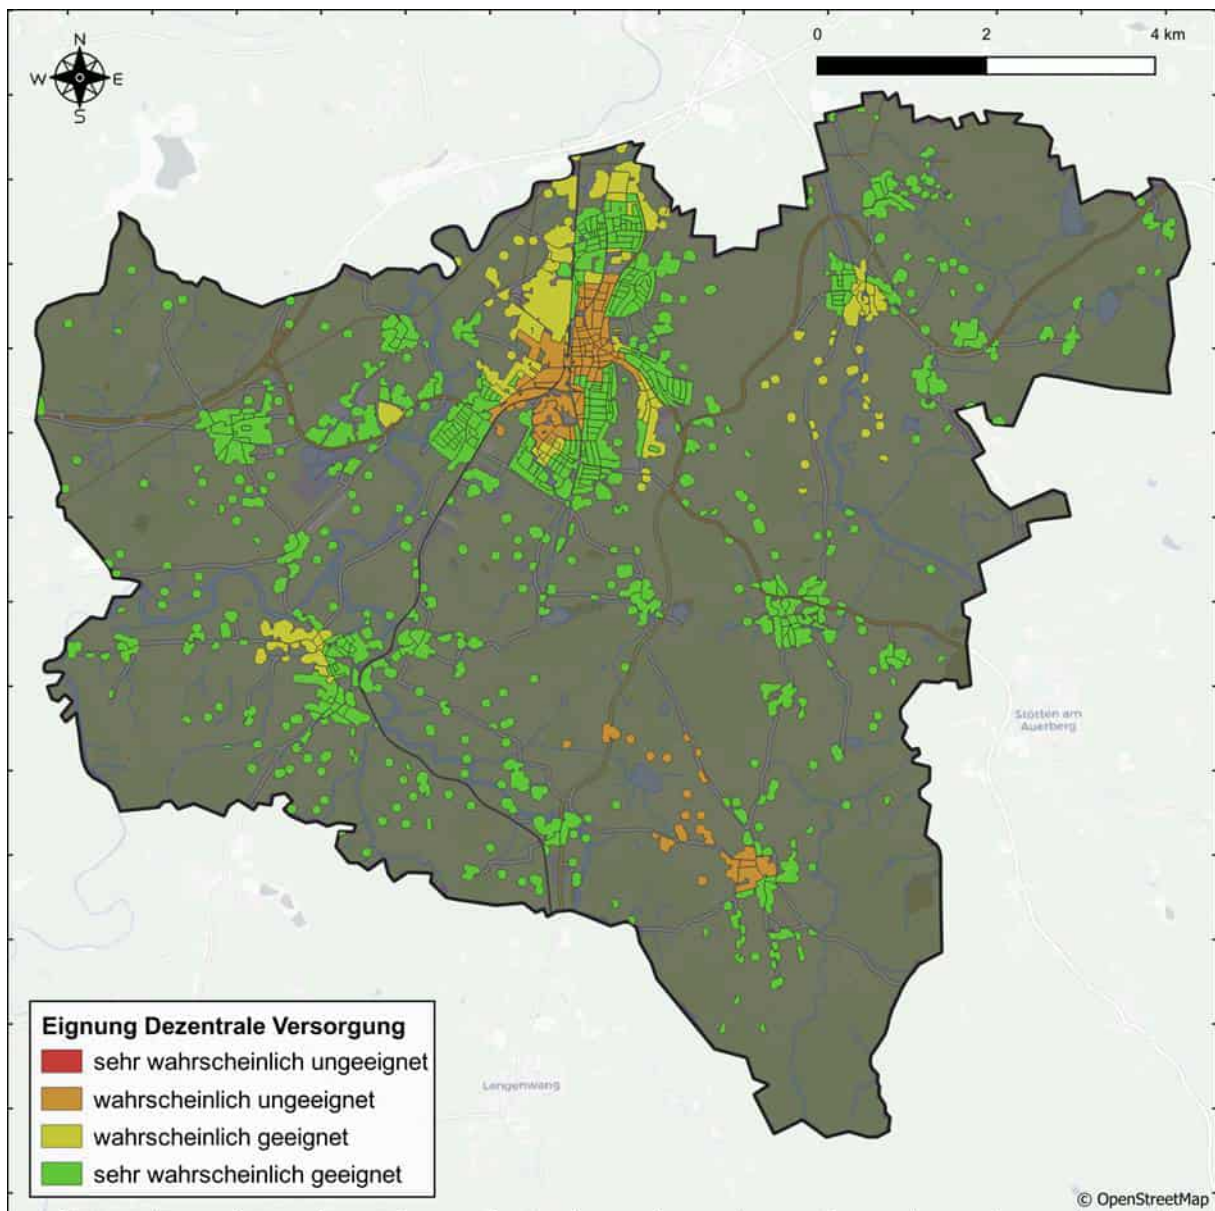 N
W E
S
0 2 4 km
Stötten am
Auerberg
Lengenwang
Eignung Dezentrale Versorgung
sehr wahrscheinlich ungeeignet
wahrscheinlich ungeeignet
wahrscheinlich geeignet
sehr wahrscheinlich geeignet
© OpenStreetMap